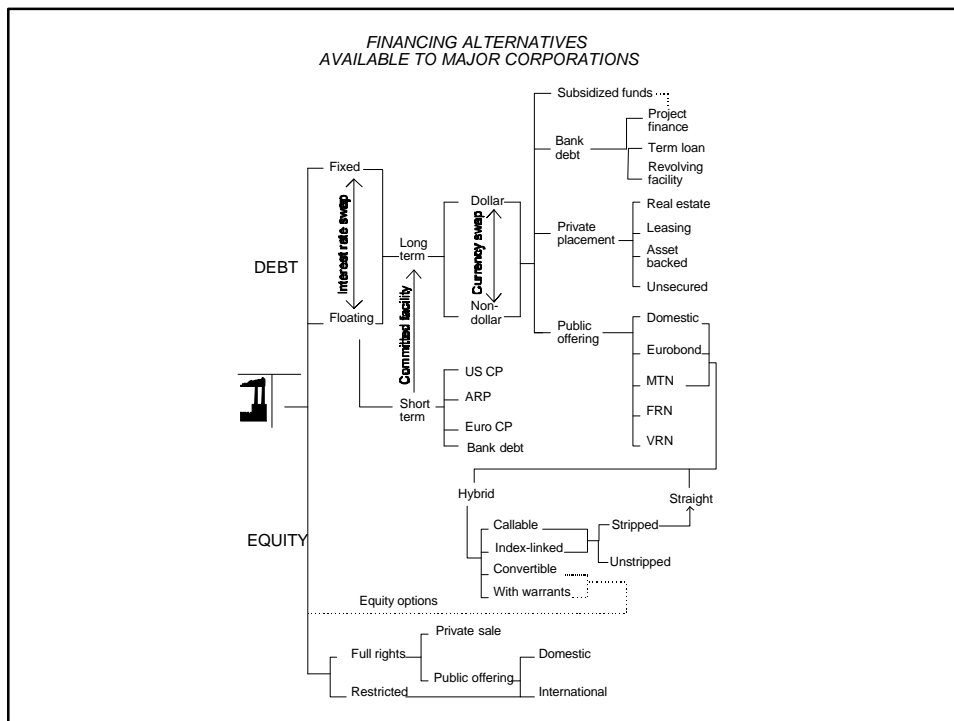 FINANCING ALTERNATIVES
AVAILABLE TO MAJOR CORPORATIONS
Subsidized funds
Project
finance
Bank
debt
Term loan
Revolving
facility
Fixed
Interest rate swap
Floating
DEBT
Long
term
Committed facility
Short
term
Dollar
Currency swap
Non-
dollar
Private
placement
Real estate
Leasing
Asset
backed
Unsecured
Public
offering
Domestic
Eurobond
MTN
FRN
VRN
US CP
ARP
Euro CP
Bank debt
Hybrid
Straight
Callable
Index-linked
Convertible
With warrants
Stripped
Unstripped
EQUITY
Equity options
Full rights
Restricted
Private sale
Public offering
Domestic
International